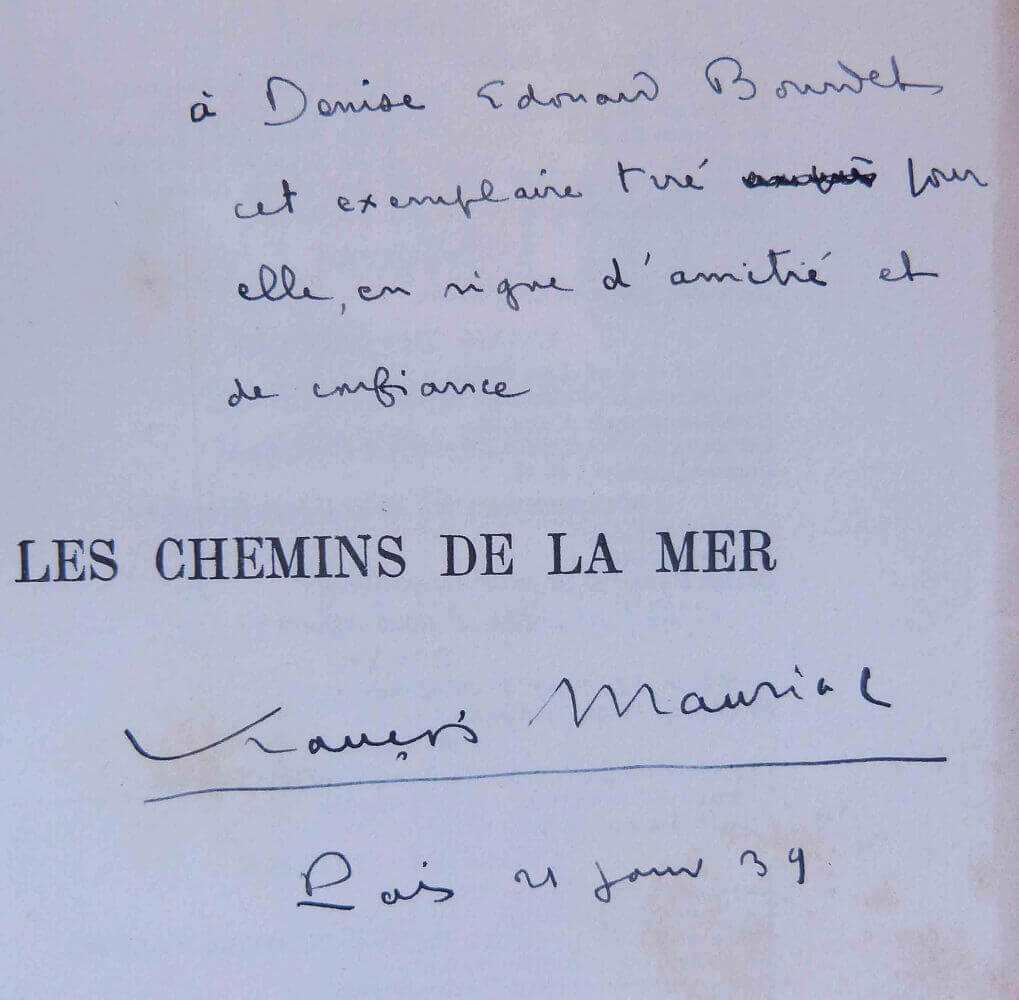 à Denise Edouard Bourdet
cet exemplaire tiré pour
elle, en signe d'amitié et
de confiance
LES CHEMINS DE LA MER
François Mauriac
Paris 21 janv 39